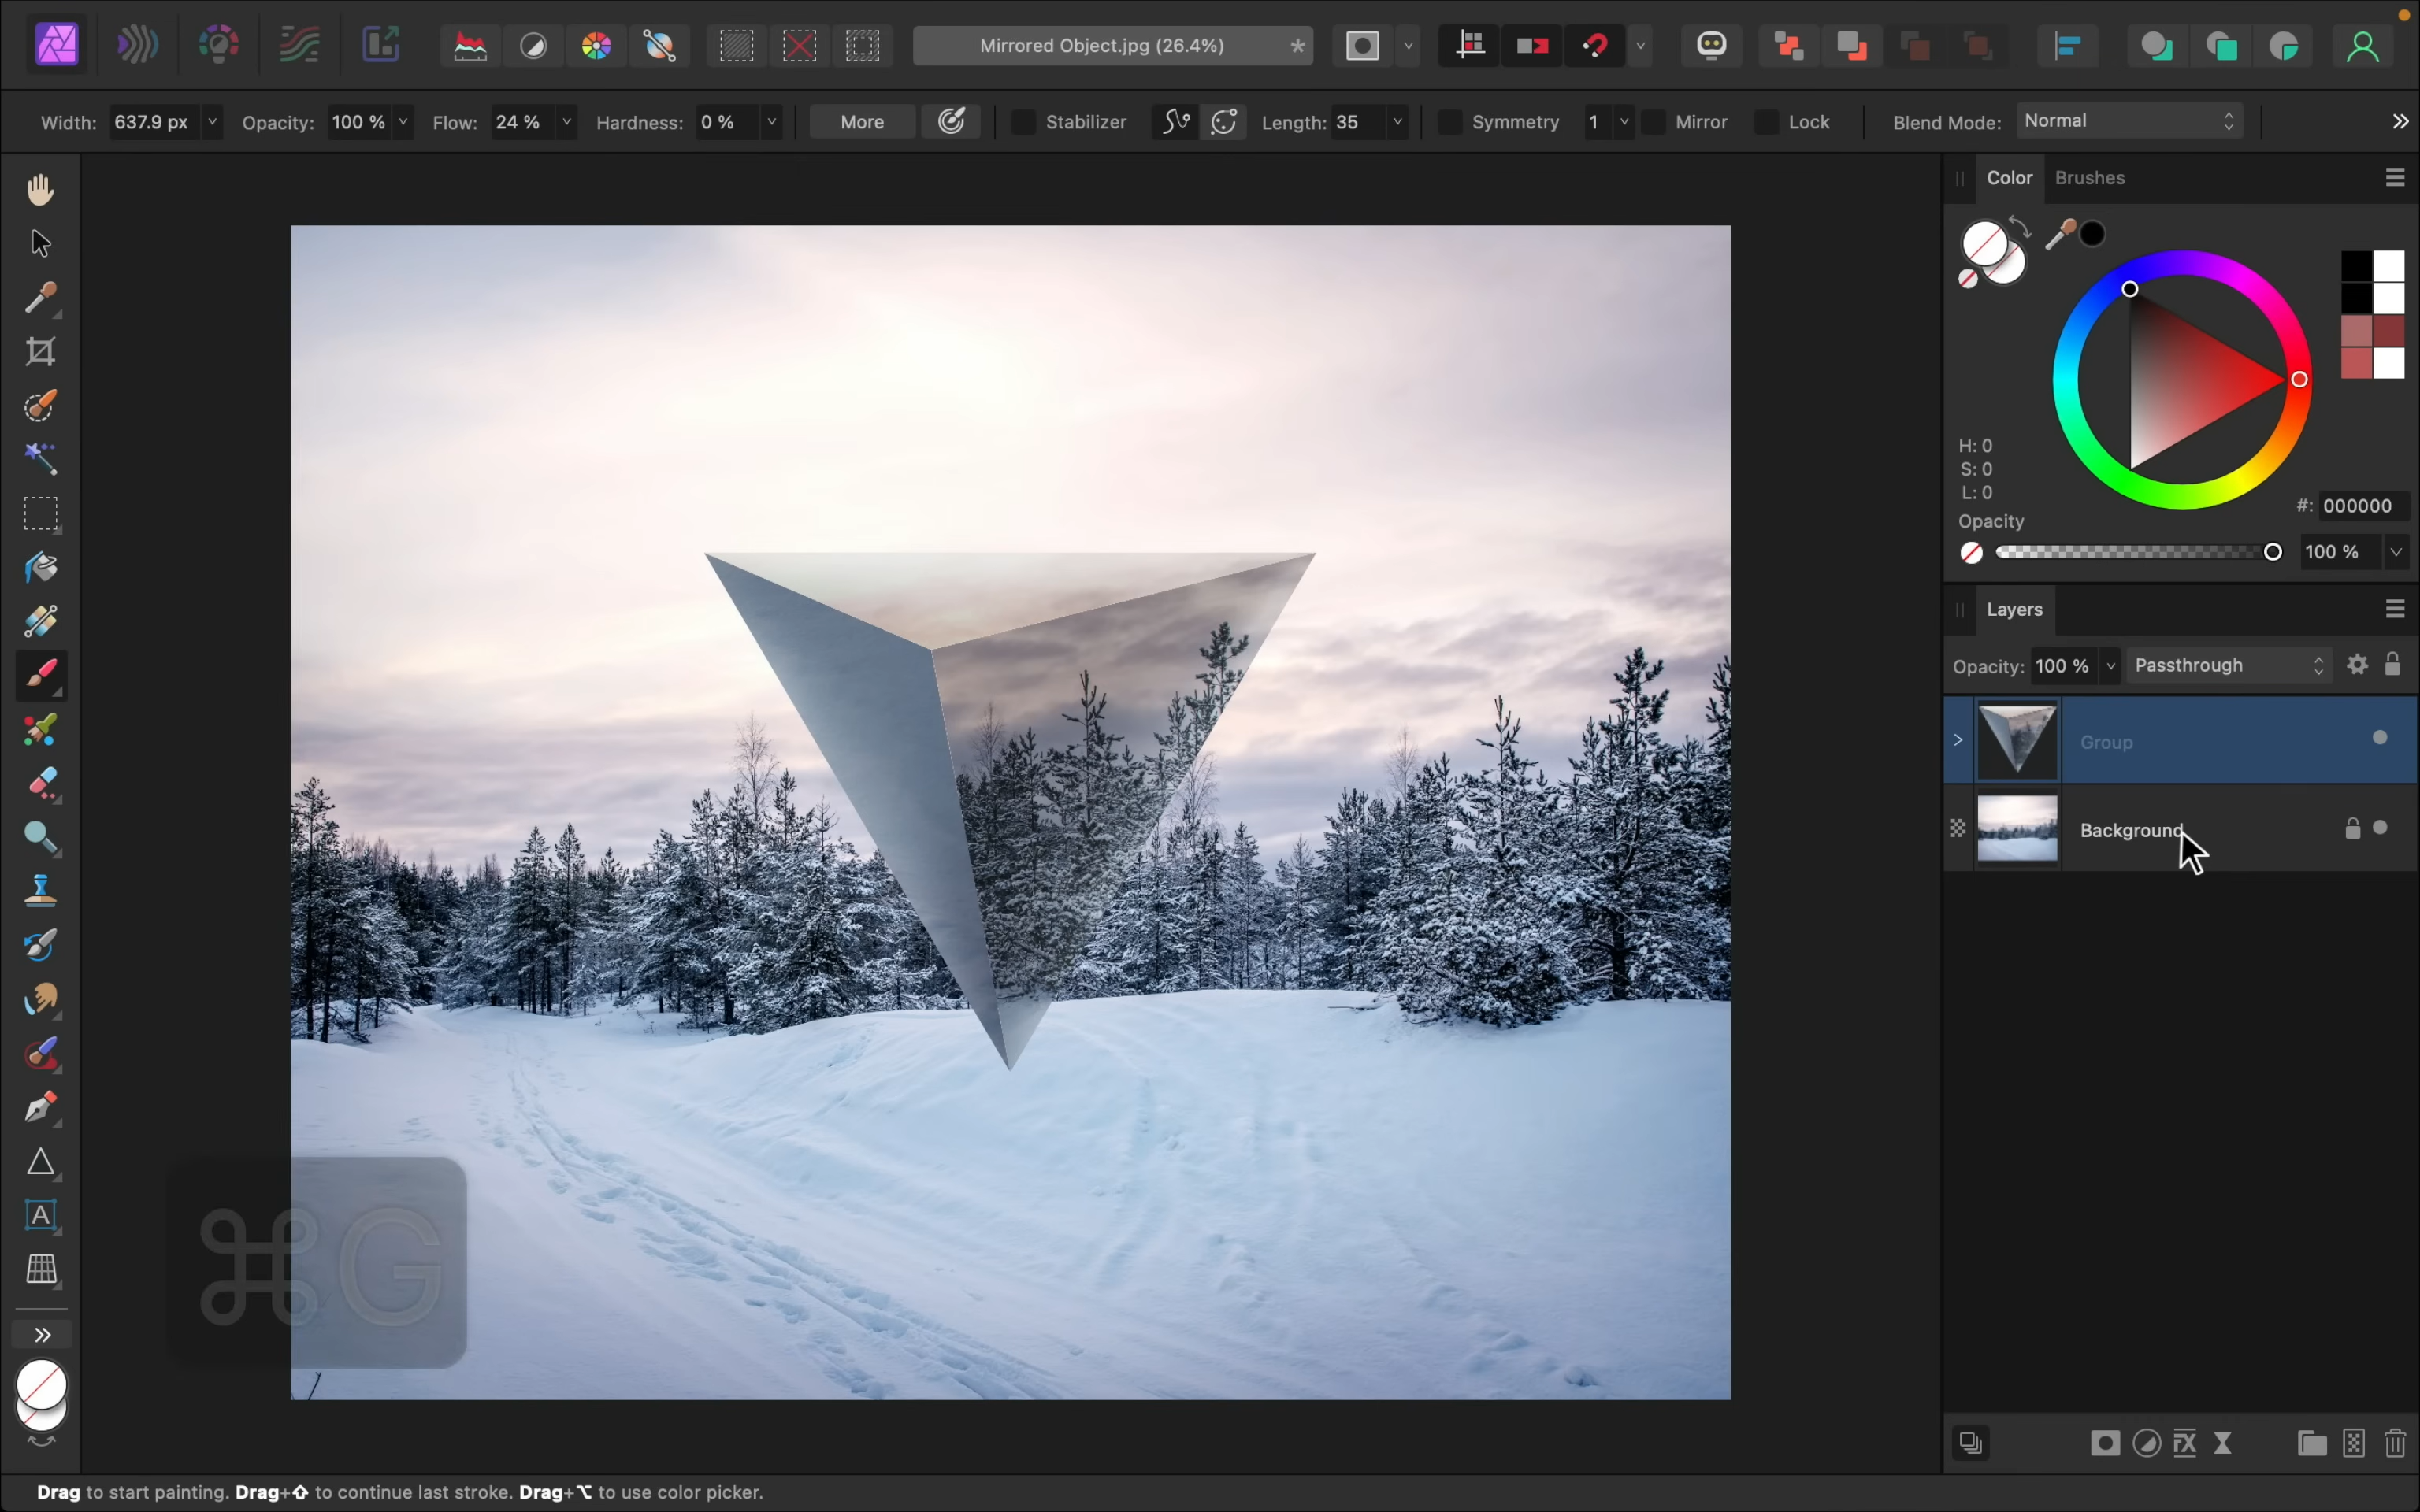 Mirrored Object.jpg (26.4%) *
Width: 637.9 px Opacity: 100 % Flow: 24 % Hardness: 0 % More Stabilizer Length: 35 Symmetry 1 Mirror Lock Blend Mode: Normal
Color Brushes
H: 0
S: 0
L: 0
#: 000000
Opacity
100 %
Layers
Opacity: 100 % Passthrough
Group
Background
⌘G
FX
A
Drag to start painting. Drag+⇧ to continue last stroke. Drag+⌥ to use color picker.